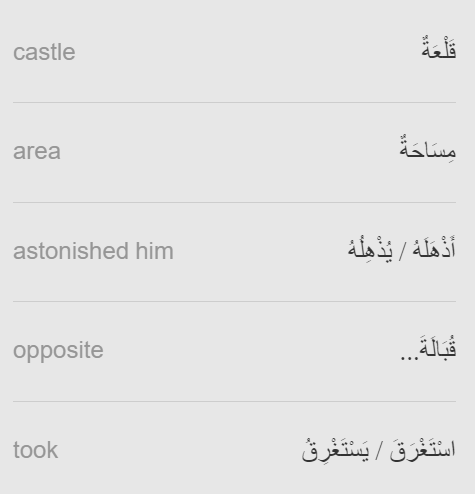 castle قَلْعَةٌ
area مِسَاحَةٌ
astonished him أَذْهَلَهُ / يُذْهِلُهُ
opposite قُبَالَةَ...
took اسْتَغْرَقَ / يَسْتَغْرِقُ